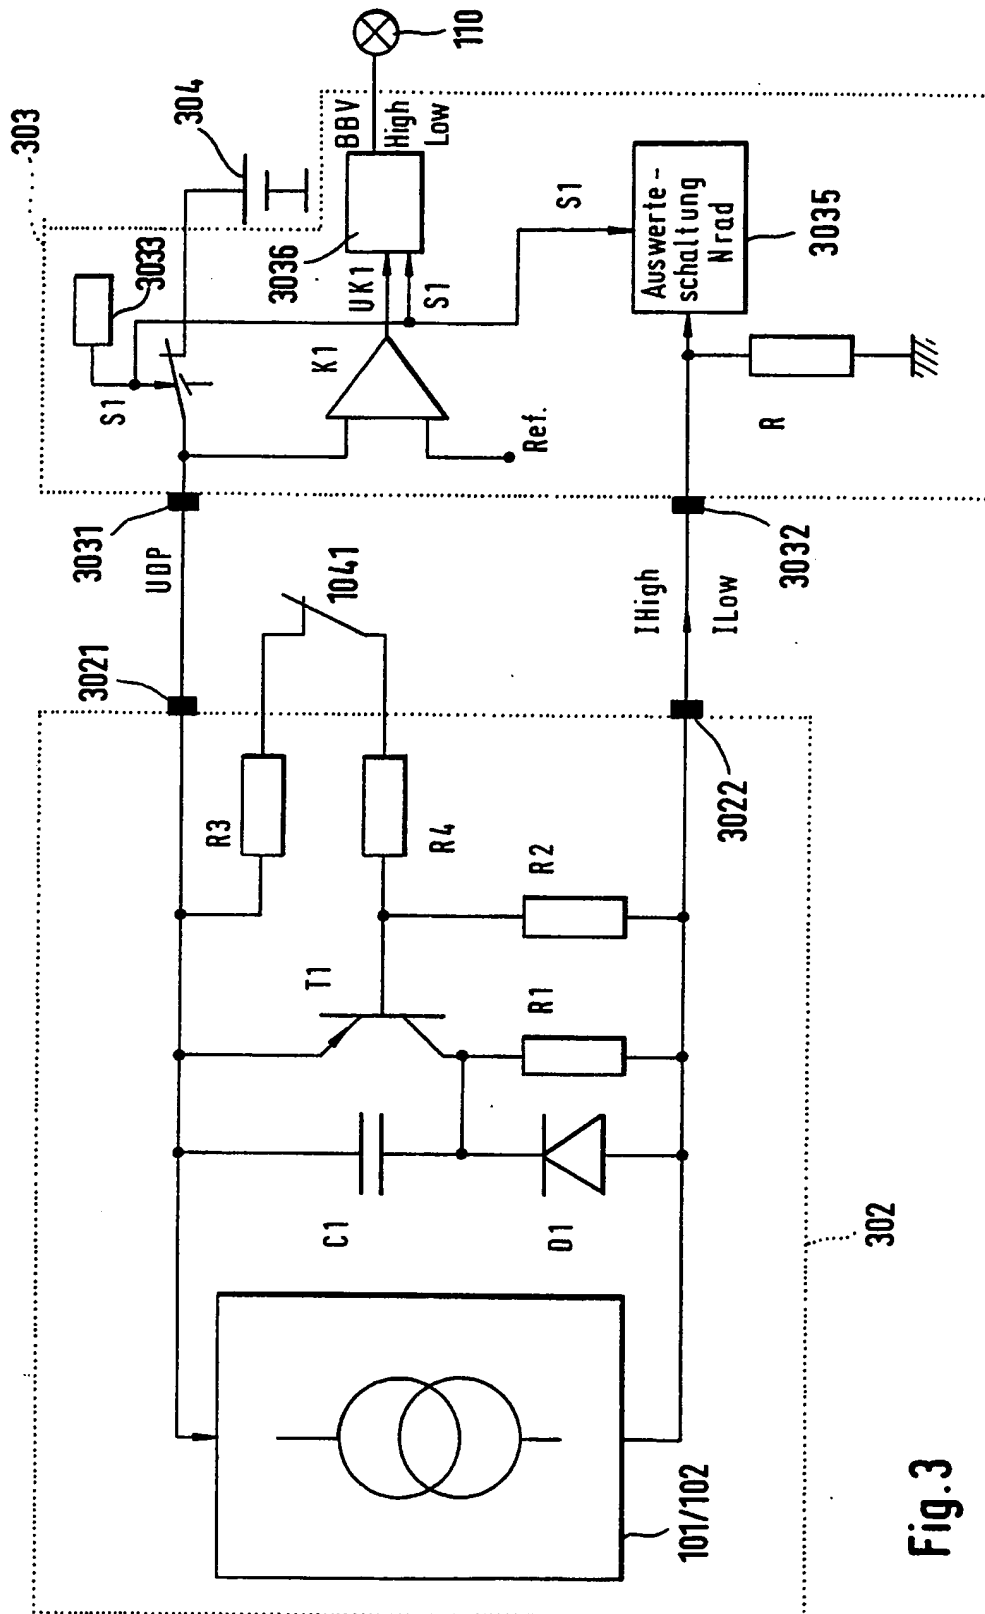 303
3033
304
S1
3036
BBV
High
Low
110
UK1
S1
K1
Ref.
S1
Auswerte-
schaltung
Nrad
3035
R
3031
UDP
1041
3032
IHigh
ILow
3021
3022
R3
R4
R2
T1
R1
C1
D1
302
101/102
Fig.3